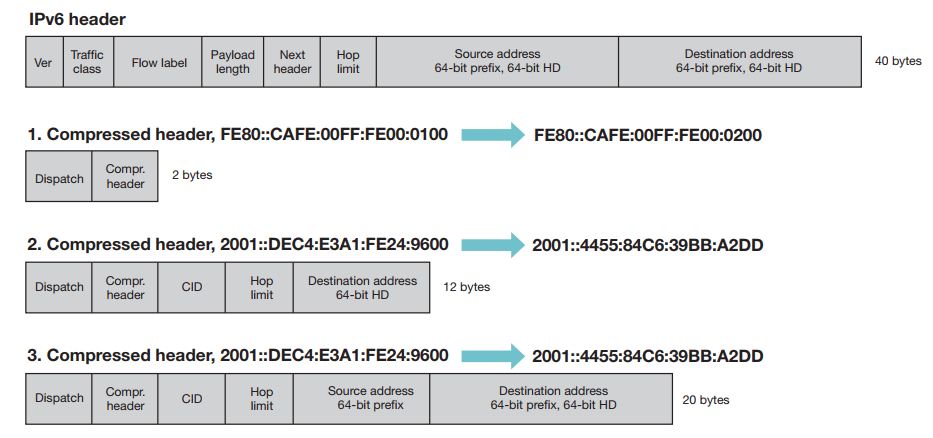 IPv6 header
Ver
Traffic
class
Flow label
Payload
length
Next
header
Hop
limit
Source address
64-bit prefix, 64-bit HD
Destination address
64-bit prefix, 64-bit HD
40 bytes
1. Compressed header, FE80::CAFE:00FF:FE00:0100
FE80::CAFE:00FF:FE00:0200
Dispatch
Compr.
header
2 bytes
2. Compressed header, 2001::DEC4:E3A1:FE24:9600
2001::4455:84C6:39BB:A2DD
Dispatch
Compr.
header
CID
Hop
limit
Destination address
64-bit HD
12 bytes
3. Compressed header, 2001::DEC4:E3A1:FE24:9600
2001::4455:84C6:39BB:A2DD
Dispatch
Compr.
header
CID
Hop
limit
Source address
64-bit prefix
Destination address
64-bit prefix, 64-bit HD
20 bytes